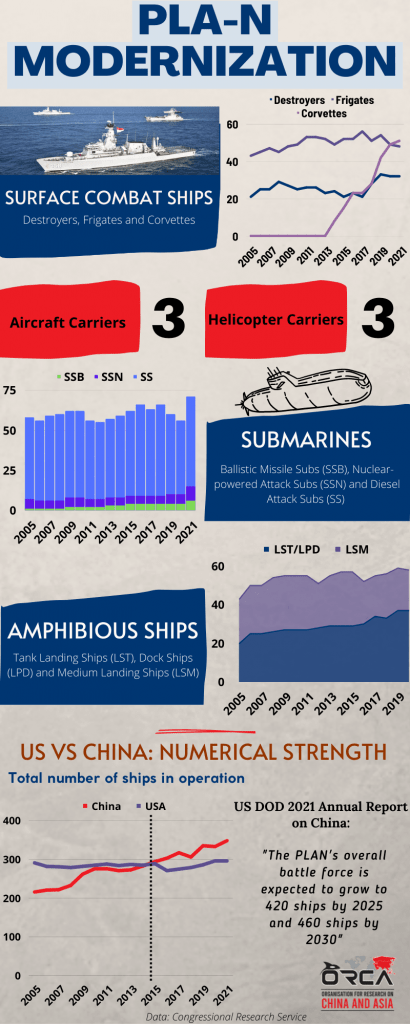 PLA-N
MODERNIZATION
Destroyers Frigates
Corvettes
60
40
20
0
2005 2007 2009 2011 2013 2015 2017 2019 2021
SURFACE COMBAT SHIPS
Destroyers, Frigates and Corvettes
Aircraft Carriers
3
Helicopter Carriers
3
SSB SSN SS
75
50
25
0
2005 2007 2009 2011 2013 2015 2017 2019 2021
SUBMARINES
Ballistic Missile Subs (SSB), Nuclear-
powered Attack Subs (SSN) and Diesel
Attack Subs (SS)
LST/LPD LSM
60
40
20
0
2005 2007 2009 2011 2013 2015 2017 2019
AMPHIBIOUS SHIPS
Tank Landing Ships (LST), Dock Ships
(LPD) and Medium Landing Ships (LSM)
US VS CHINA: NUMERICAL STRENGTH
Total number of ships in operation
China USA
400
300
200
100
0
2005 2007 2009 2011 2013 2015 2017 2019 2021
US DOD 2021 Annual Report
on China:
"The PLAN's overall
battle force is
expected to grow to
420 ships by 2025
and 460 ships by
2030"
ORCA
ORGANISATION FOR RESEARCH ON
CHINA AND ASIA
Data: Congressional Research Service